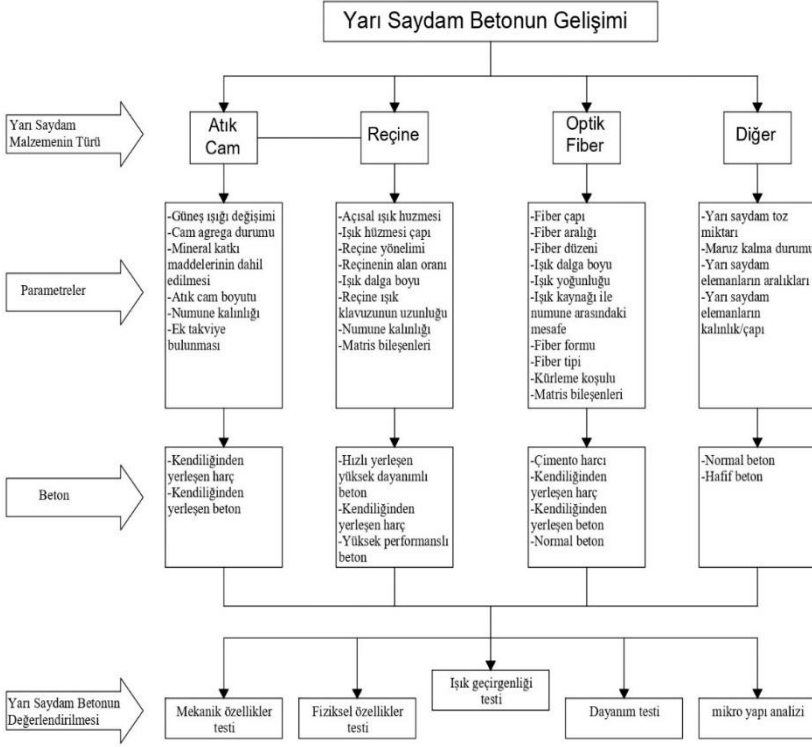 Yarı Saydam Betonun Gelişimi
Yarı Saydam
Malzemenin Türü
Atık
Cam
Reçine
Optik
Fiber
Diğer
Parametreler
-Güneş ışığı değişimi
-Cam agrega durumu
-Mineral katkı
maddelerinin dahil
edilmesi
-Atık cam boyutu
-Numune kalınlığı
-Ek takviye
bulunması
-Açısal ışık huzmesi
-Işık hüzmesi çapı
-Reçine yönelimi
-Reçinenin alan oranı
-Işık dalga boyu
-Reçine ışık
klavuzunun uzunluğu
-Numune kalınlığı
-Matris bileşenleri
-Fiber çapı
-Fiber aralığı
-Fiber düzeni
-Işık dalga boyu
-Işık yoğunluğu
-Işık kaynağı ile
numune arasındaki
mesafe
-Fiber formu
-Fiber tipi
-Kürleme koşulu
-Matris bileşenleri
-Yarı saydam toz
miktarı
-Maruz kalma durumu
-Yarı saydam
elemanların aralıkları
-Yarı saydam
elemanların
kalınlık/çapı
Beton
-Kendiliğinden
yerleşen harç
-Kendiliğinden
yerleşen beton
-Hızlı yerleşen
yüksek dayanımlı
beton
-Kendiliğinden
yerleşen harç
-Yüksek performanslı
beton
-Çimento harcı
-Kendiliğinden
yerleşen harç
-Kendiliğinden
yerleşen beton
-Normal beton
-Normal beton
-Hafif beton
Yarı Saydam Betonun
Değerlendirilmesi
Mekanik özellikler
testi
Fiziksel özellikler
testi
Işık geçirgenliği
testi
Dayanım testi
mikro yapı analizi